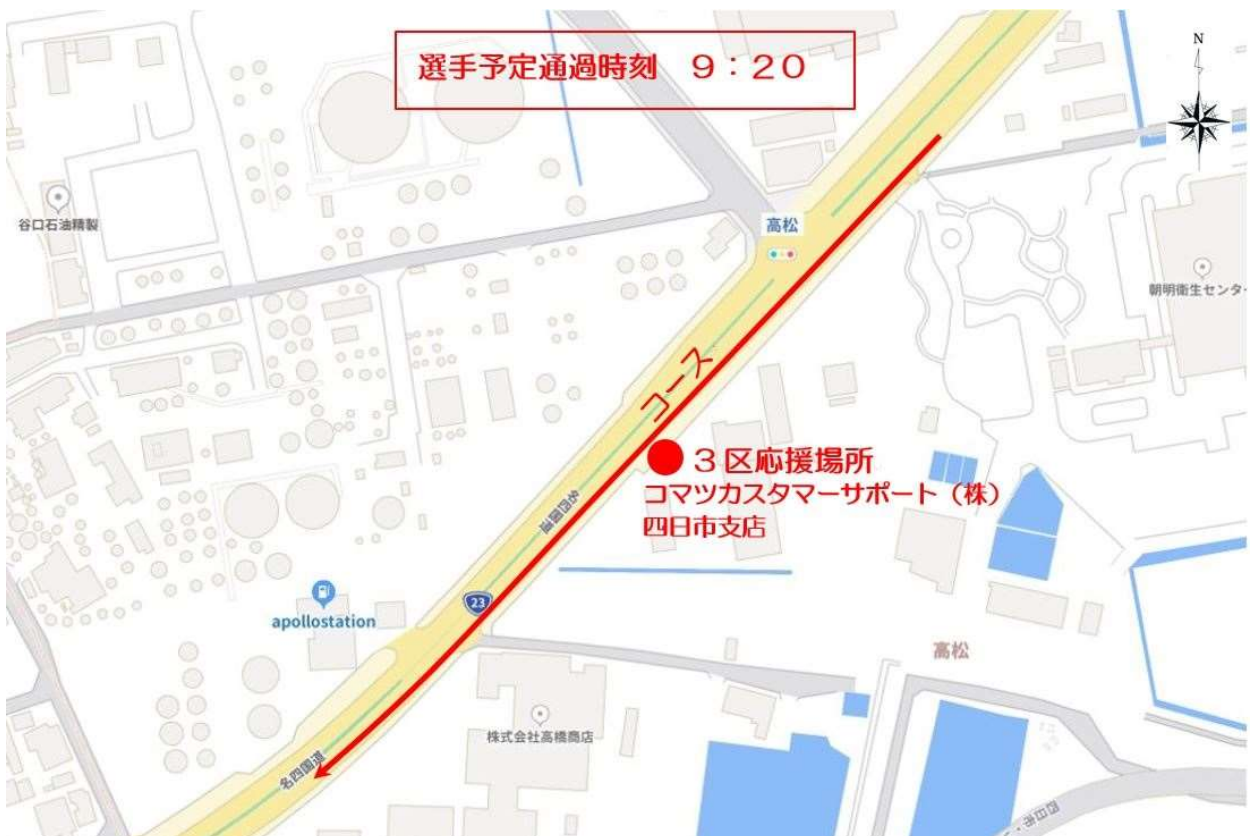 選手予定通過時刻　９：２０
N
谷口石油精製
高松
朝明衛生センター
コース
３区応援場所
コマツカスタマーサポート（株）
四日市支店
名四国道
23
apollostation
高松
株式会社高橋商店
名四国道
四日市・